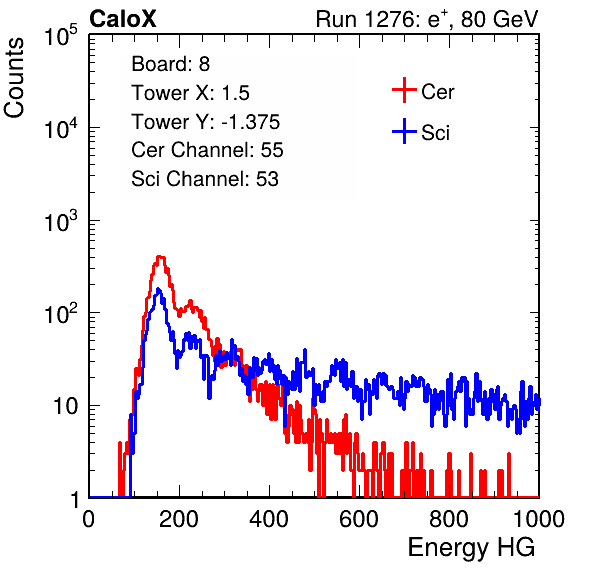 CaloX Run 1276: e⁺, 80 GeV
Board: 8
Tower X: 1.5
Tower Y: -1.375
Cer Channel: 55
Sci Channel: 53
Cer
Sci
Counts
10⁵
10⁴
10³
10²
10
1
0 200 400 600 800 1000
Energy HG